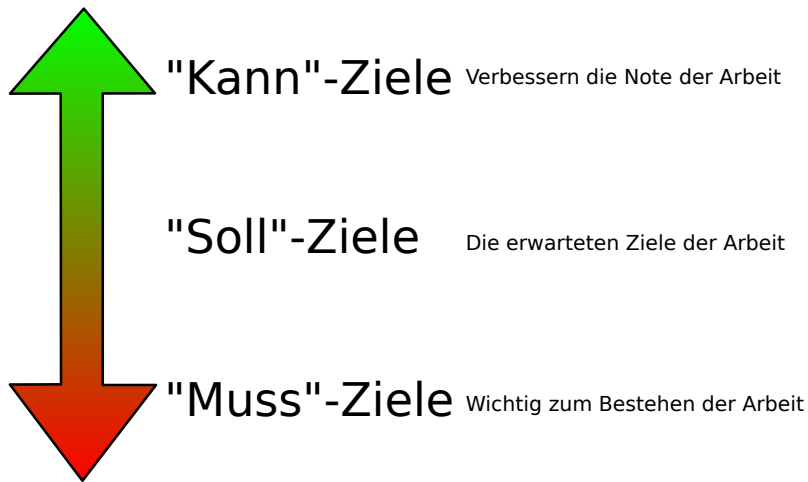 "Kann"-Ziele Verbessern die Note der Arbeit
"Soll"-Ziele Die erwarteten Ziele der Arbeit
"Muss"-Ziele Wichtig zum Bestehen der Arbeit